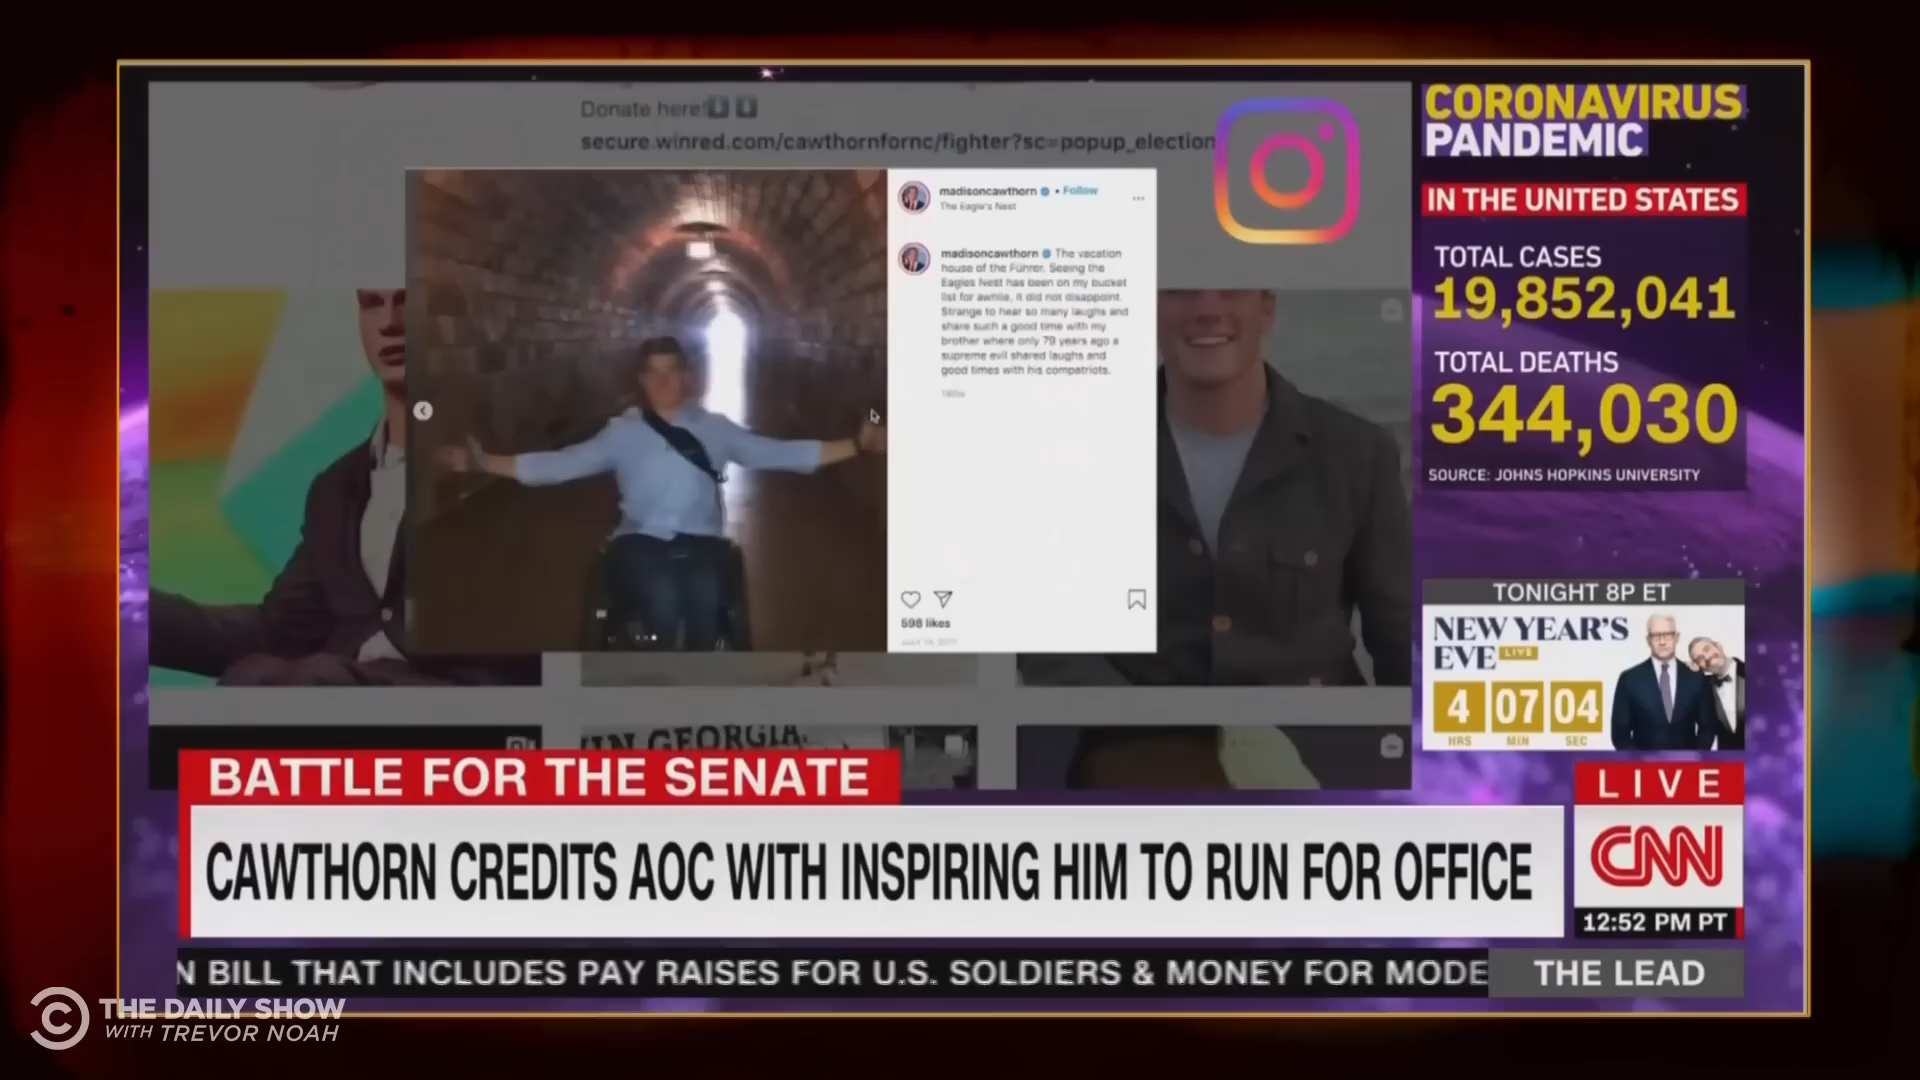 Donate here!
secure.winred.com/cawthornfornc/fighter?sc=popup_election
madisoncawthorn • Follow
The Eagle's Nest
madisoncawthorn The vacation
house of the Führer. Seeing the
Eagles Nest has been on my bucket
list for awhile, it did not disappoint.
Strange to hear so many laughs and
share such a good time with my
brother where only 79 years ago a
supreme evil shared laughs and
good times with his compatriots.
598 likes
IN GEORGIA
CORONAVIRUS
PANDEMIC
IN THE UNITED STATES
TOTAL CASES
19,852,041
TOTAL DEATHS
344,030
SOURCE: JOHNS HOPKINS UNIVERSITY
TONIGHT 8P ET
NEW YEAR'S
EVE LIVE
4 07 04
HRS MIN SEC
BATTLE FOR THE SENATE
CAWTHORN CREDITS AOC WITH INSPIRING HIM TO RUN FOR OFFICE
LIVE
CNN
12:52 PM PT
N BILL THAT INCLUDES PAY RAISES FOR U.S. SOLDIERS & MONEY FOR MODE
THE LEAD
THE DAILY SHOW
WITH TREVOR NOAH